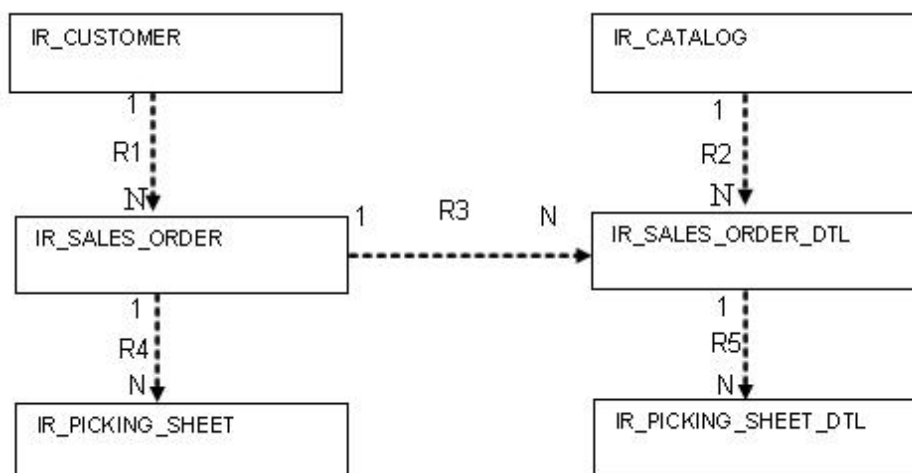 IR_CUSTOMER
IR_CATALOG
1
1
R1
R2
N
N
IR_SALES_ORDER
1
R3
N
IR_SALES_ORDER_DTL
1
1
R4
R5
N
N
IR_PICKING_SHEET
IR_PICKING_SHEET_DTL